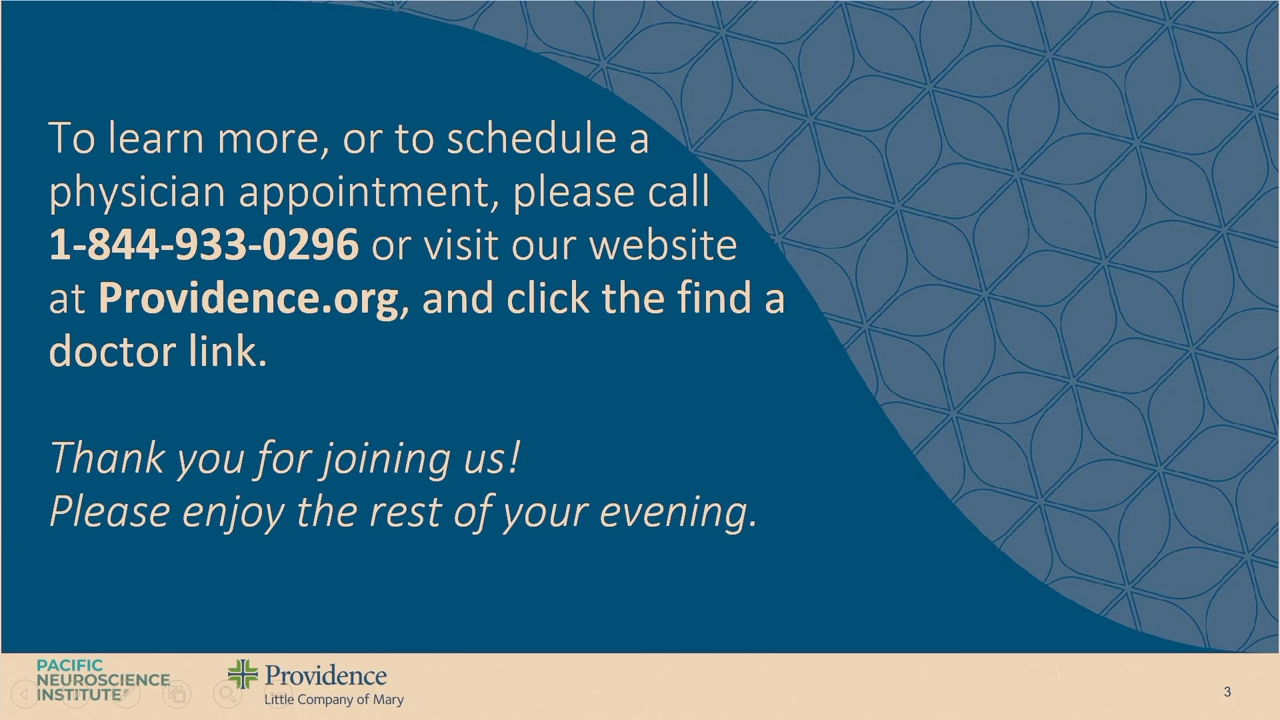 To learn more, or to schedule a
physician appointment, please call
1-844-933-0296 or visit our website
at Providence.org, and click the find a
doctor link.
Thank you for joining us!
Please enjoy the rest of your evening.
PACIFIC
NEUROSCIENCE
INSTITUTE
Providence
Little Company of Mary
3